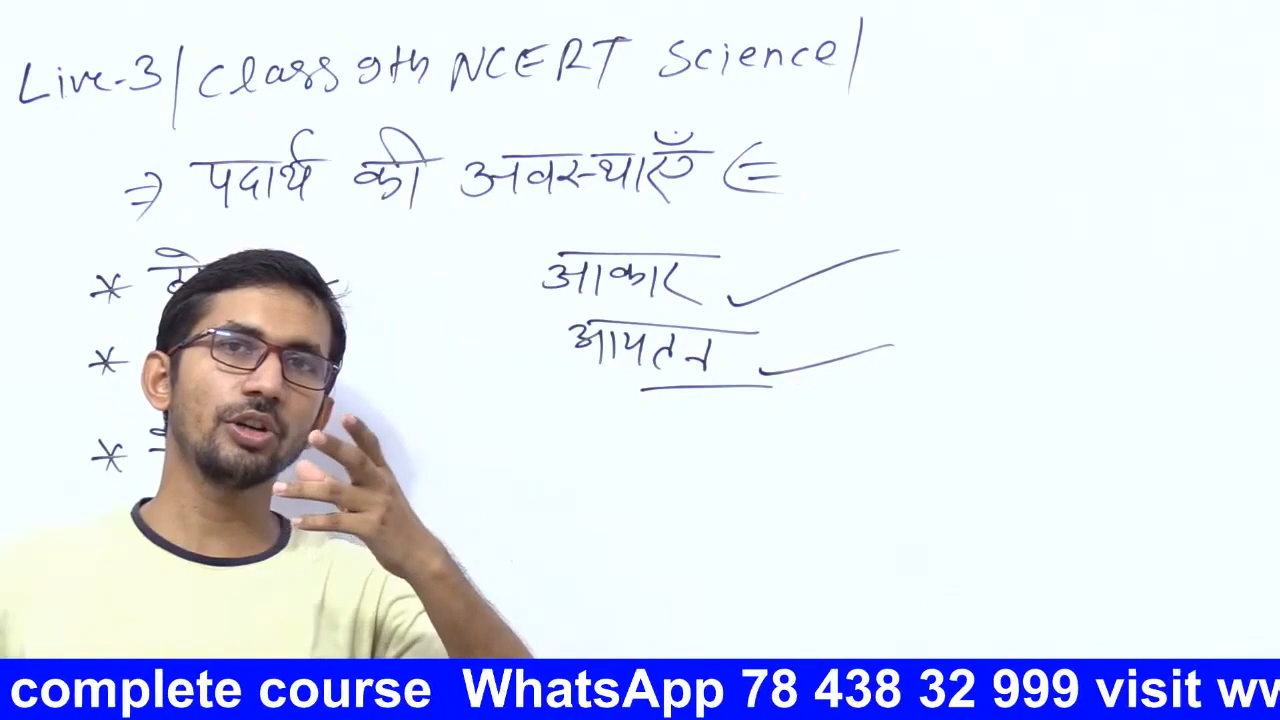 Live-3/ Class 9th NCERT Science/
⇒ पदार्थ की अवस्थाएँ ⇐
*
आकार ✓
*
आयतन ✓
*
complete course WhatsApp 78 438 32 999 visit